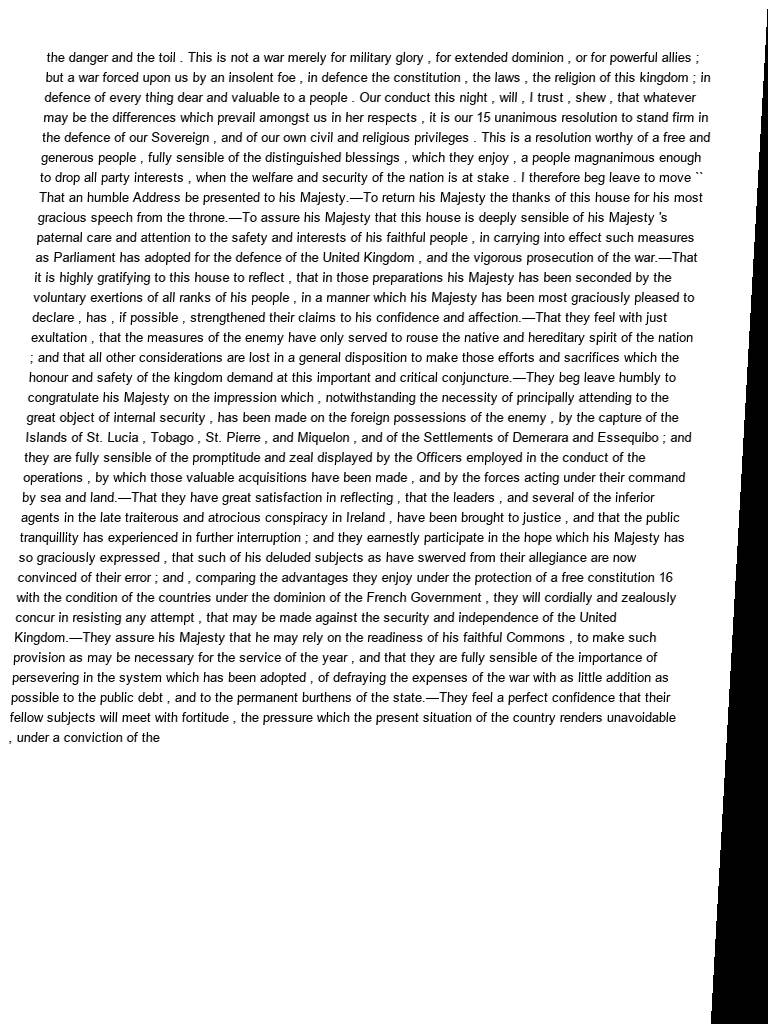 the danger and the toil . This is not a war merely for military glory , for extended dominion , or for powerful allies ;
but a war forced upon us by an insolent foe , in defence the constitution , the laws , the religion of this kingdom ; in
defence of every thing dear and valuable to a people . Our conduct this night , will , I trust , shew , that whatever
may be the differences which prevail amongst us in her respects , it is our 15 unanimous resolution to stand firm in
the defence of our Sovereign , and of our own civil and religious privileges . This is a resolution worthy of a free and
generous people , fully sensible of the distinguished blessings , which they enjoy , a people magnanimous enough
to drop all party interests , when the welfare and security of the nation is at stake . I therefore beg leave to move ``
That an humble Address be presented to his Majesty.—To return his Majesty the thanks of this house for his most
gracious speech from the throne.—To assure his Majesty that this house is deeply sensible of his Majesty 's
paternal care and attention to the safety and interests of his faithful people , in carrying into effect such measures
as Parliament has adopted for the defence of the United Kingdom , and the vigorous prosecution of the war.—That
it is highly gratifying to this house to reflect , that in those preparations his Majesty has been seconded by the
voluntary exertions of all ranks of his people , in a manner which his Majesty has been most graciously pleased to
declare , has , if possible , strengthened their claims to his confidence and affection.—That they feel with just
exultation , that the measures of the enemy have only served to rouse the native and hereditary spirit of the nation
; and that all other considerations are lost in a general disposition to make those efforts and sacrifices which the
honour and safety of the kingdom demand at this important and critical conjuncture.—They beg leave humbly to
congratulate his Majesty on the impression which , notwithstanding the necessity of principally attending to the
great object of internal security , has been made on the foreign possessions of the enemy , by the capture of the
Islands of St. Lucia , Tobago , St. Pierre , and Miquelon , and of the Settlements of Demerara and Essequibo ; and
they are fully sensible of the promptitude and zeal displayed by the Officers employed in the conduct of the
operations , by which those valuable acquisitions have been made , and by the forces acting under their command
by sea and land.—That they have great satisfaction in reflecting , that the leaders , and several of the inferior
agents in the late traiterous and atrocious conspiracy in Ireland , have been brought to justice , and that the public
tranquillity has experienced in further interruption ; and they earnestly participate in the hope which his Majesty has
so graciously expressed , that such of his deluded subjects as have swerved from their allegiance are now
convinced of their error ; and , comparing the advantages they enjoy under the protection of a free constitution 16
with the condition of the countries under the dominion of the French Government , they will cordially and zealously
concur in resisting any attempt , that may be made against the security and independence of the United
Kingdom.—They assure his Majesty that he may rely on the readiness of his faithful Commons , to make such
provision as may be necessary for the service of the year , and that they are fully sensible of the importance of
persevering in the system which has been adopted , of defraying the expenses of the war with as little addition as
possible to the public debt , and to the permanent burthens of the state.—They feel a perfect confidence that their
fellow subjects will meet with fortitude , the pressure which the present situation of the country renders unavoidable
, under a conviction of the